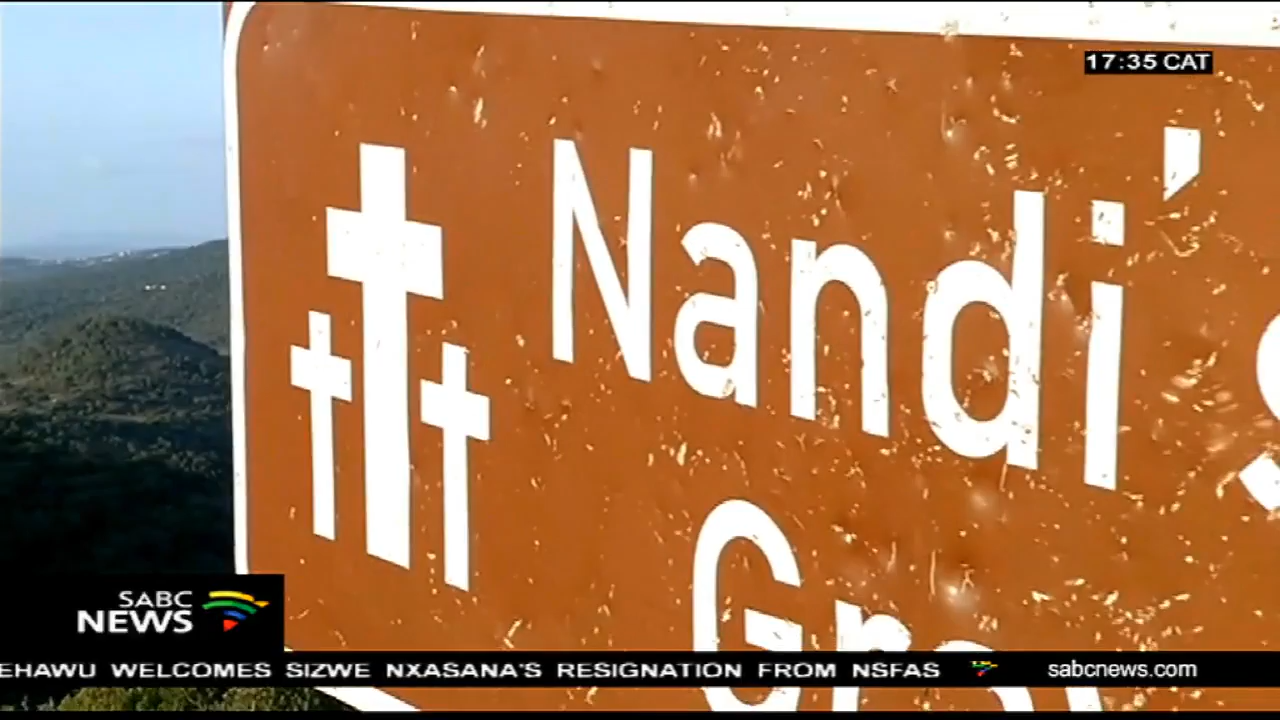 17:35 CAT
Nandi's
SABC
NEWS
EHAWU WELCOMES SIZWE NXASANA'S RESIGNATION FROM NSFAS
sabcnews.com